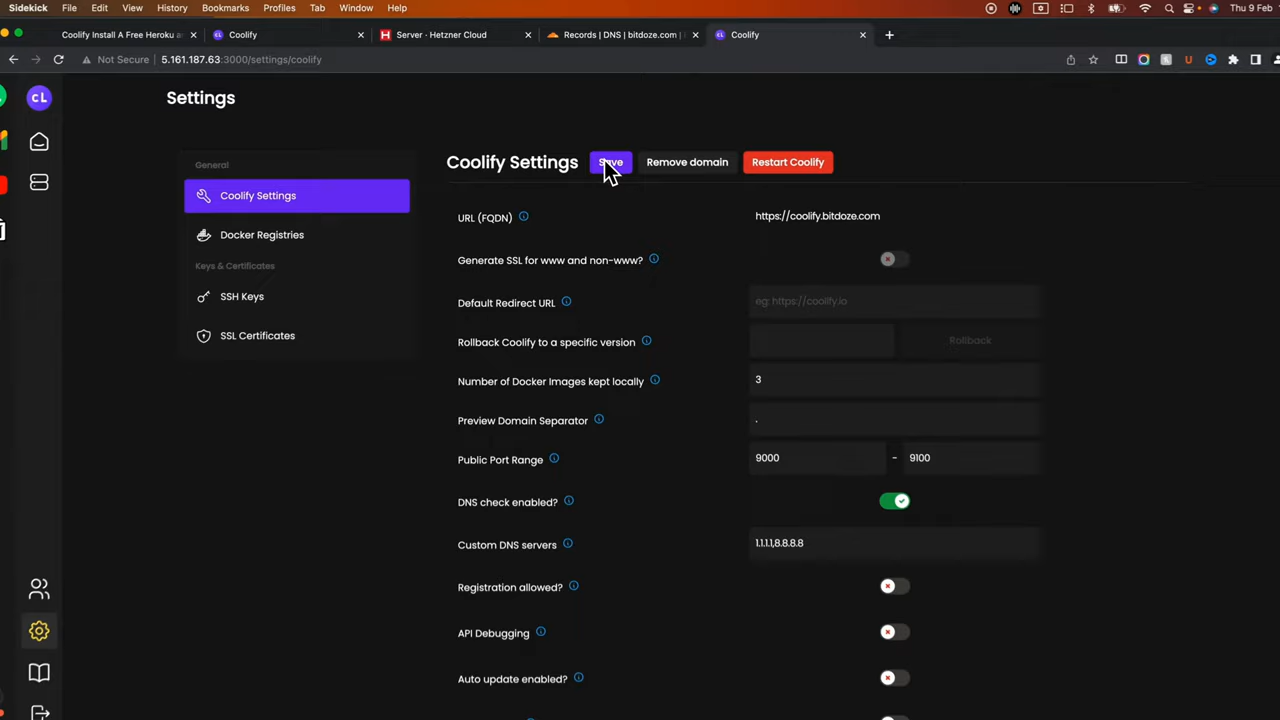 Sidekick File Edit View History Bookmarks Profiles Tab Window Help Thu 9 Feb
Coolify Install A Free Heroku a
Coolify
Server · Hetzner Cloud
Records | DNS | bitdoze.com |
Coolify
Not Secure 5.161.187.63:3000/settings/coolify
CL
Settings
General
Coolify Settings
Docker Registries
Keys & Certificates
SSH Keys
SSL Certificates
Coolify Settings Save Remove domain Restart Coolify
URL (FQDN) https://coolify.bitdoze.com
Generate SSL for www and non-www?
Default Redirect URL eg: https://coolify.io
Rollback Coolify to a specific version Rollback
Number of Docker Images kept locally 3
Preview Domain Separator .
Public Port Range 9000 - 9100
DNS check enabled?
Custom DNS servers 1.1.1.1,8.8.8.8
Registration allowed?
API Debugging
Auto update enabled?